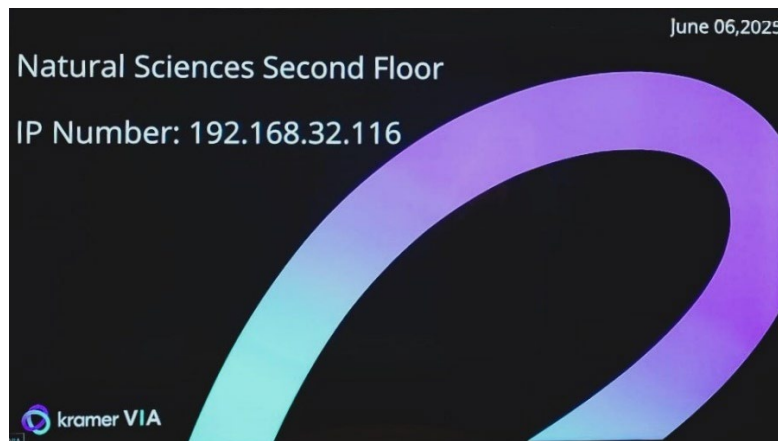 June 06,2025
Natural Sciences Second Floor
IP Number: 192.168.32.116
kramer VIA